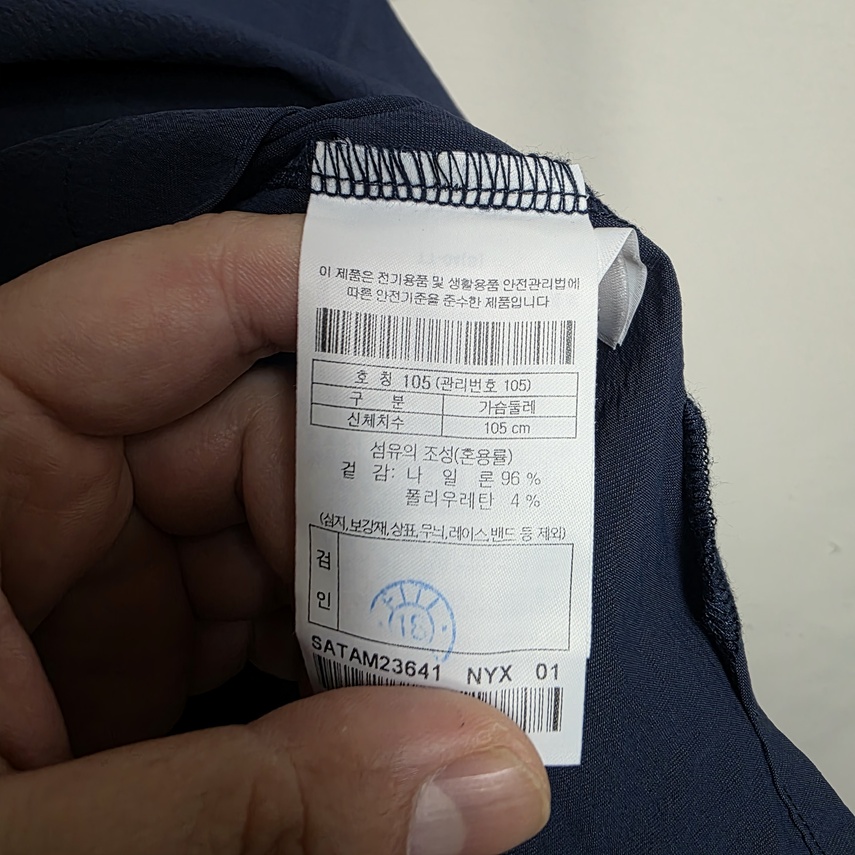 이 제품은 전기용품 및 생활용품 안전관리법에
따른 안전기준을 준수한 제품입니다
호 칭 105 (관리번호 105)
구 분 가슴둘레
신체치수 105 cm
섬유의 조성(혼용률)
겉 감: 나 일 론 96 %
폴리우레탄 4 %
(심지,보강재,상표,무늬,레이스,밴드 등 제외)
검
인
18
SATAM23641 NYX 01